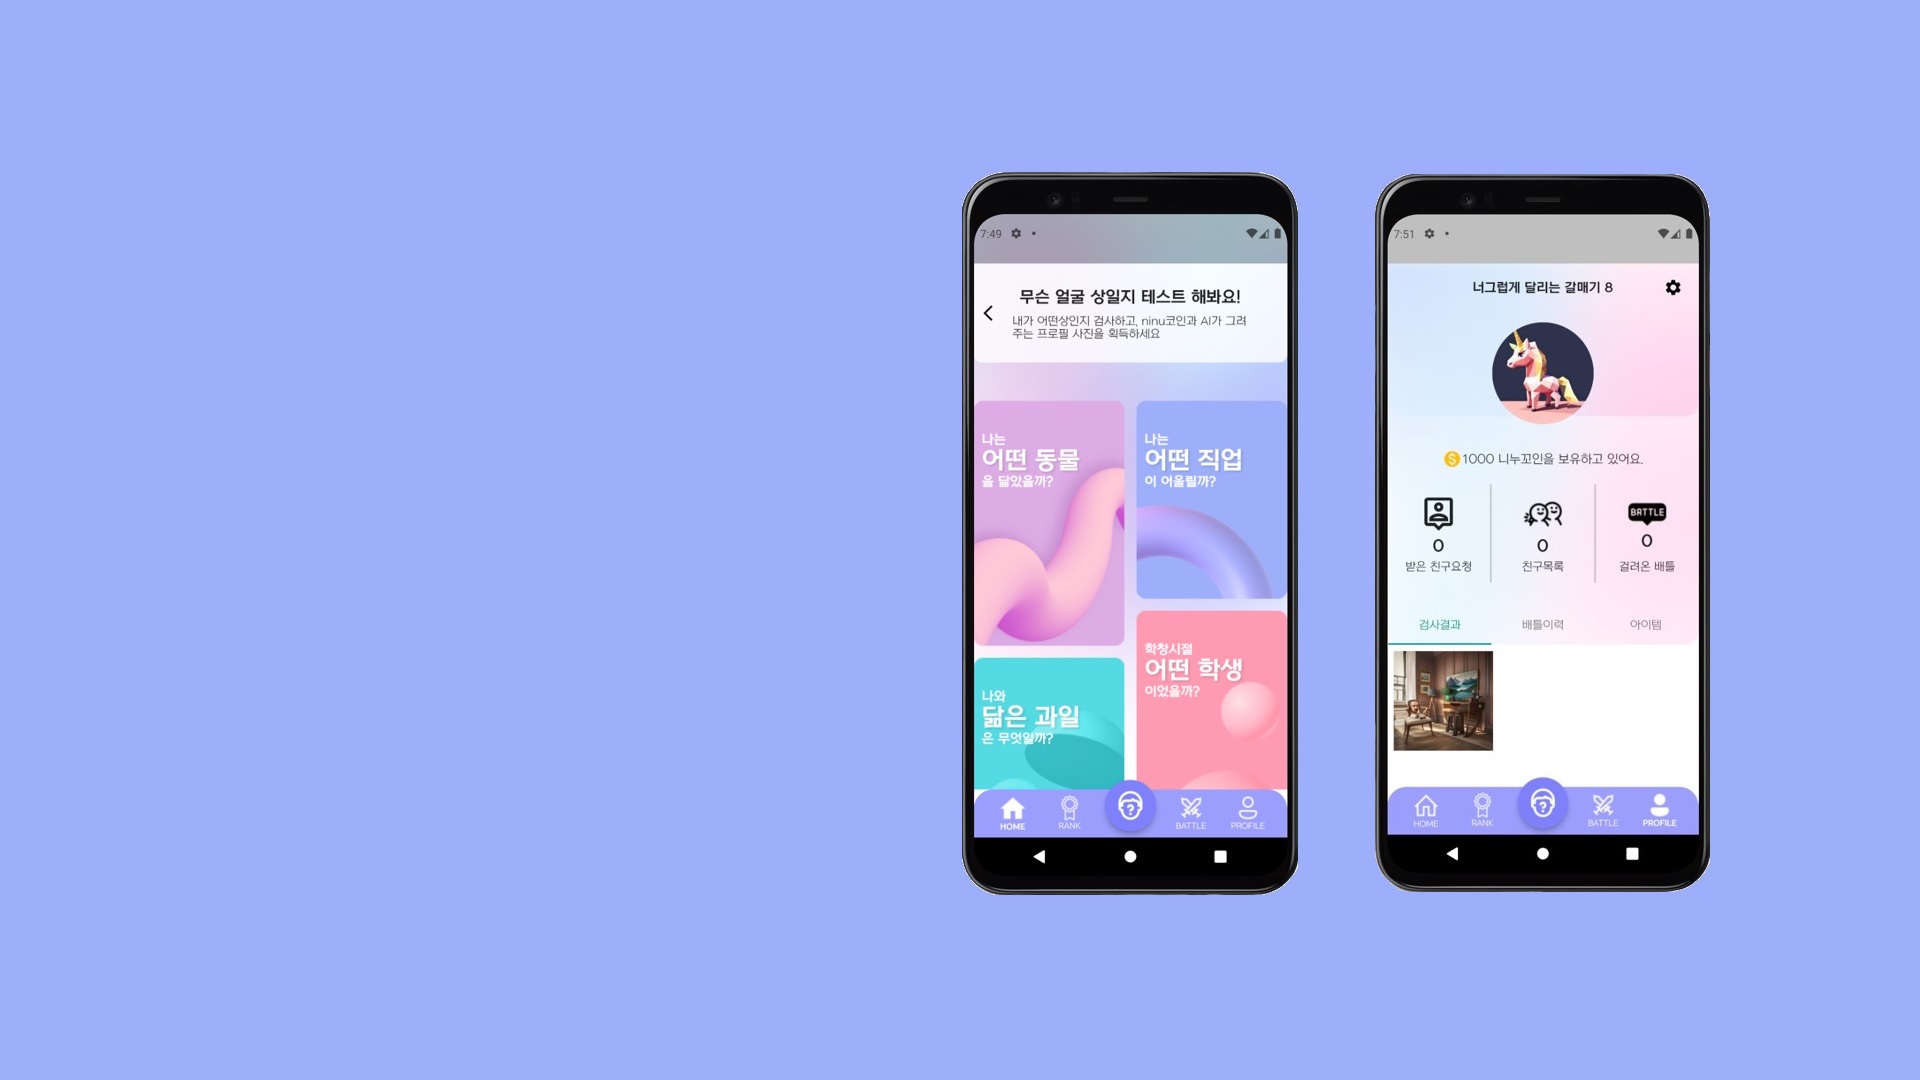 7:49
무슨 얼굴 상일지 테스트 해봐요!
내가 어떤상인지 검사하고, ninu코인과 AI가 그려
주는 프로필 사진을 획득하세요
나는
어떤 동물
을 닮았을까?
나는
어떤 직업
이 어울릴까?
나와
닮은 과일
은 무엇일까?
학창시절
어떤 학생
이었을까?
HOME
RANK
BATTLE
PROFILE
7:51
너그럽게 달리는 갈매기 8
1000 니누꼬인을 보유하고 있어요.
0
받은 친구요청
0
친구목록
BATTLE
0
걸려온 배틀
검사결과
배틀이력
아이템
HOME
RANK
BATTLE
PROFILE